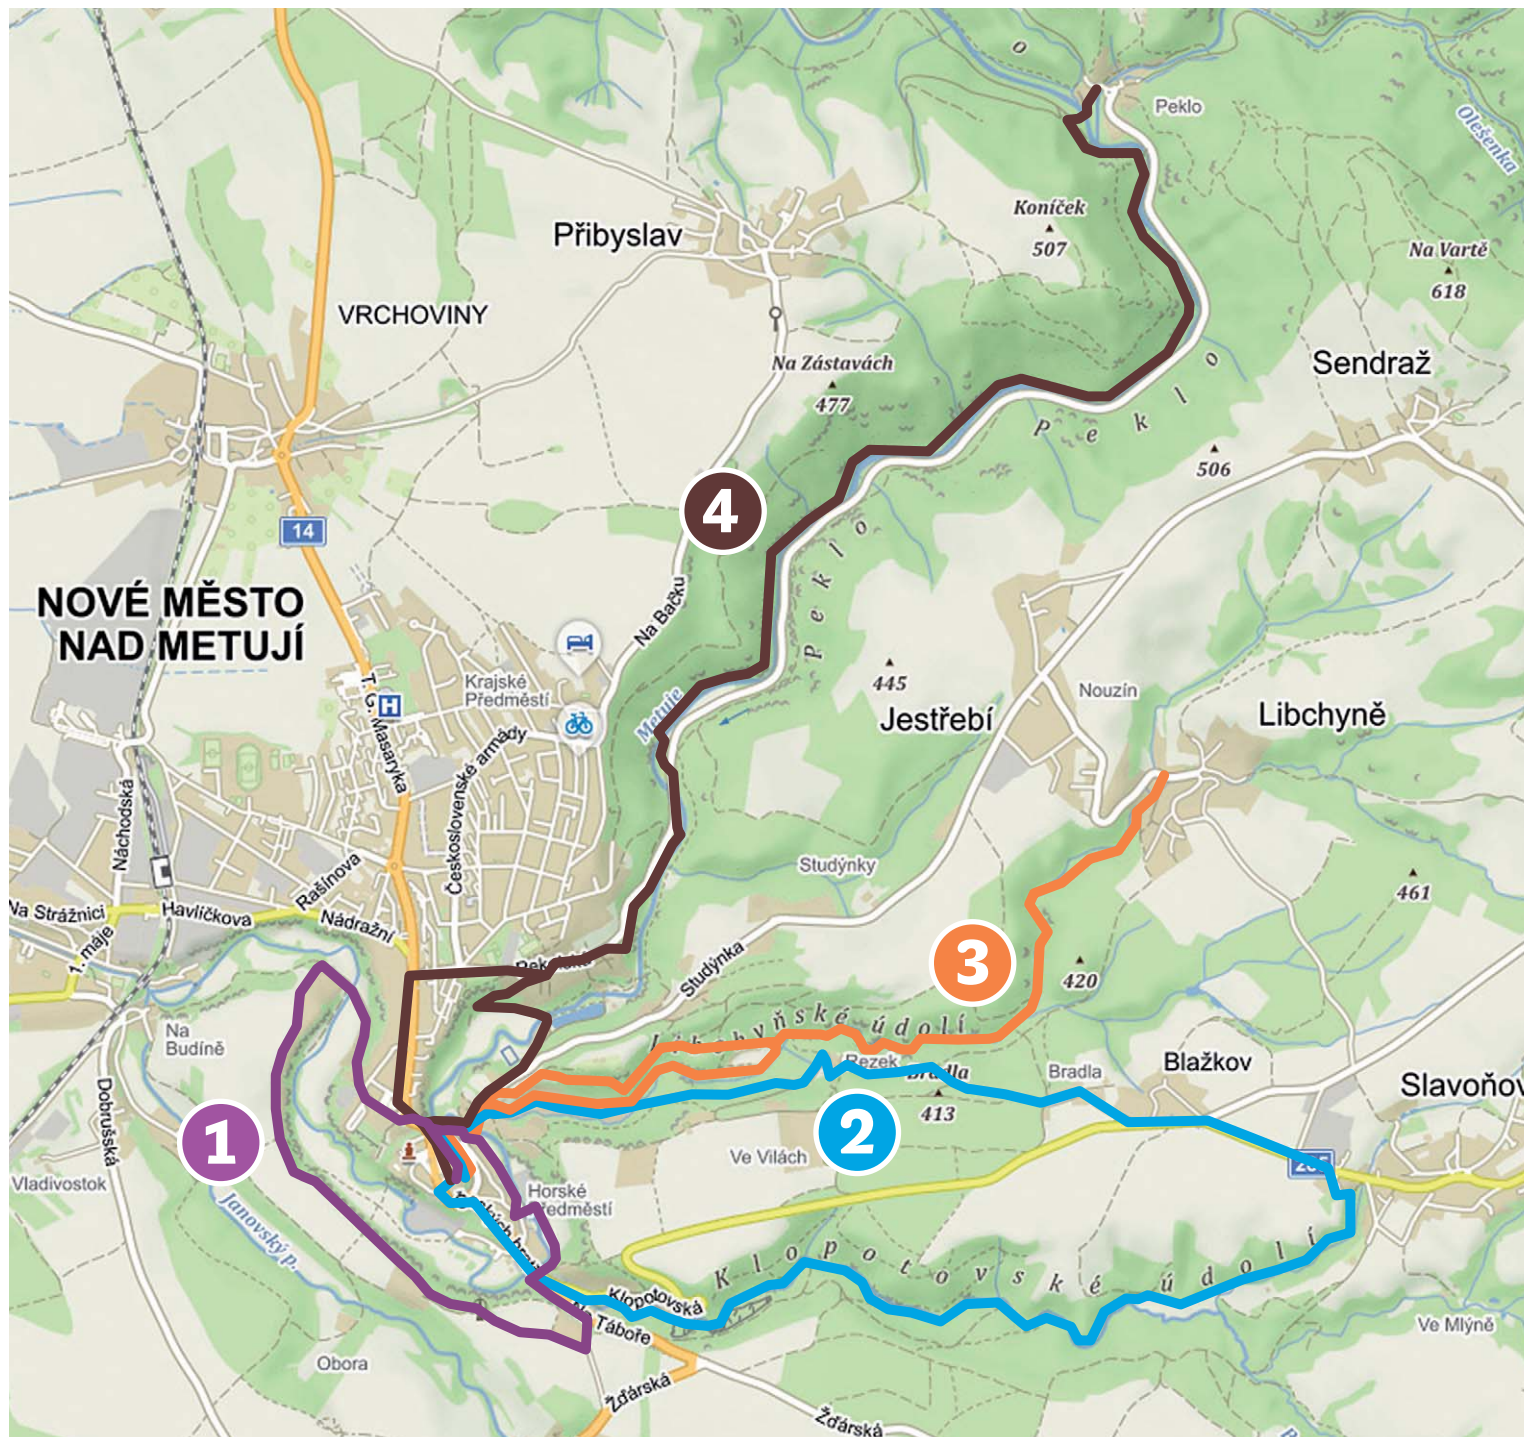 Peklo
Olešenka
Koníček
507
Na Vartě
618
Přibyslav
VRCHOVINY
Na Zástavách
477
Sendraž
Peklo
506
4
14
Peklo
NOVÉ MĚSTO
NAD METUJÍ
Na Bačku
Krajské
Předměstí
H
T. G. Masaryka
Metuje
Peklo
445
Nouzín
Jestřebí
Libchyně
Československé armády
Náchodská
Rašínova
Studýnky
461
Na Strážnici
Havlíčkova
Nádražní
1. máje
3
Studýnka
420
Na
Budíně
údolí
Rezek
Bradla
413
Bradla
Blažkov
Slavoňov
Dobrušská
1
2
Ve Vilách
Vladivostok
Janovský p.
Horské
Klopotovské údolí
Klopotovská
Táboře
Ve Mlýně
Obora
Žďárská
Žďárská